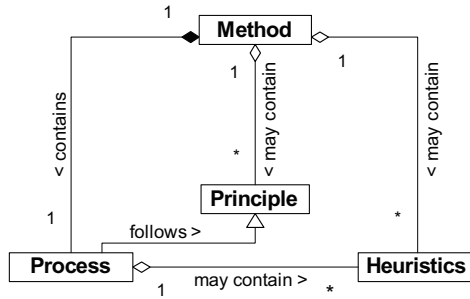 1
Method
1
1
< contains
< may contain
< may contain
*
1
*
Principle
follows >
Process
may contain >
Heuristics
1
*